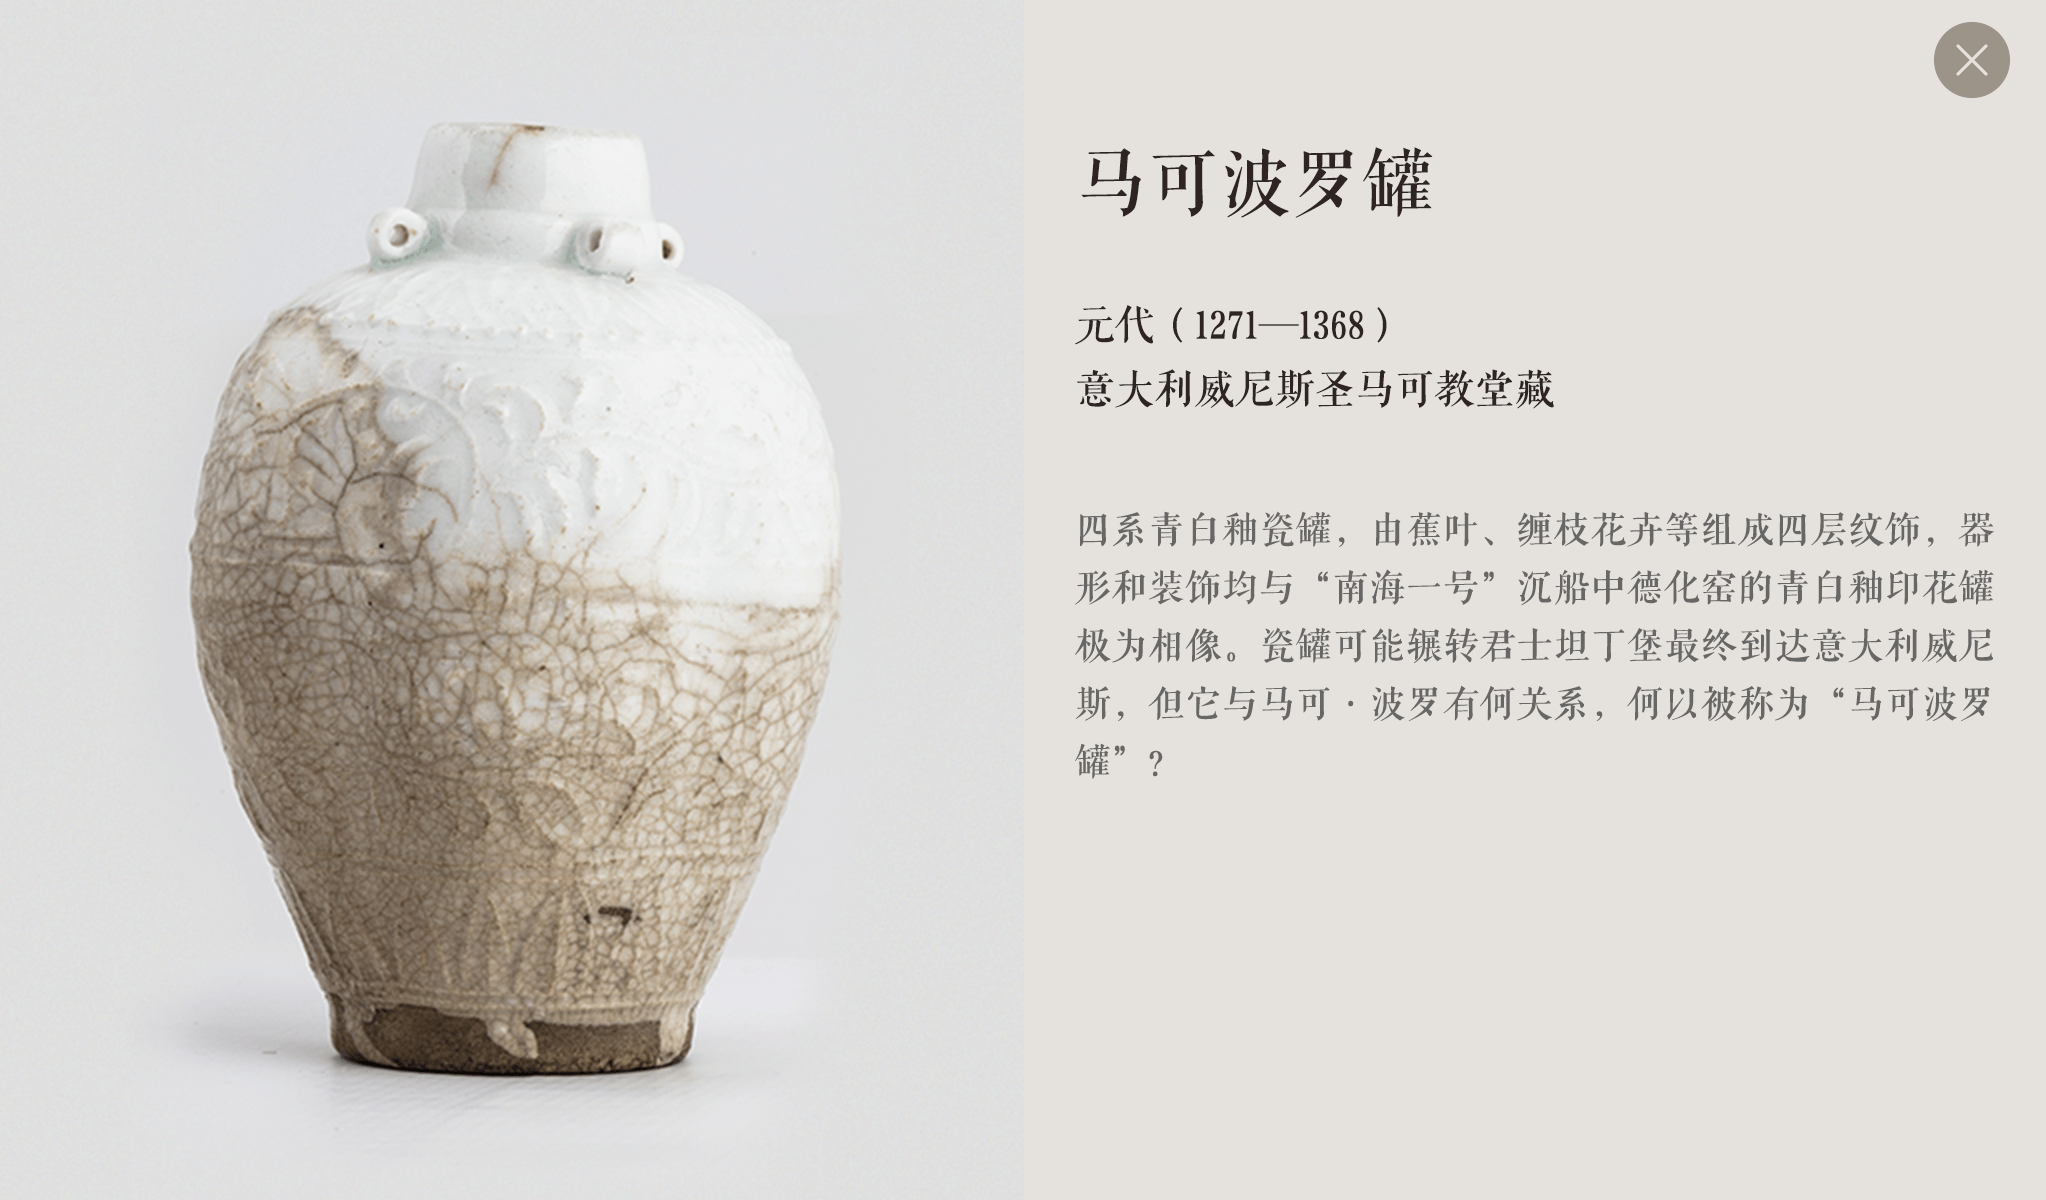 马可波罗罐
元代（1271—1368）
意大利威尼斯圣马可教堂藏
四系青白釉瓷罐，由蕉叶、缠枝花卉等组成四层纹饰，器
形和装饰均与“南海一号”沉船中德化窑的青白釉印花罐
极为相像。瓷罐可能辗转君士坦丁堡最终到达意大利威尼
斯，但它与马可·波罗有何关系，何以被称为“马可波罗
罐”？